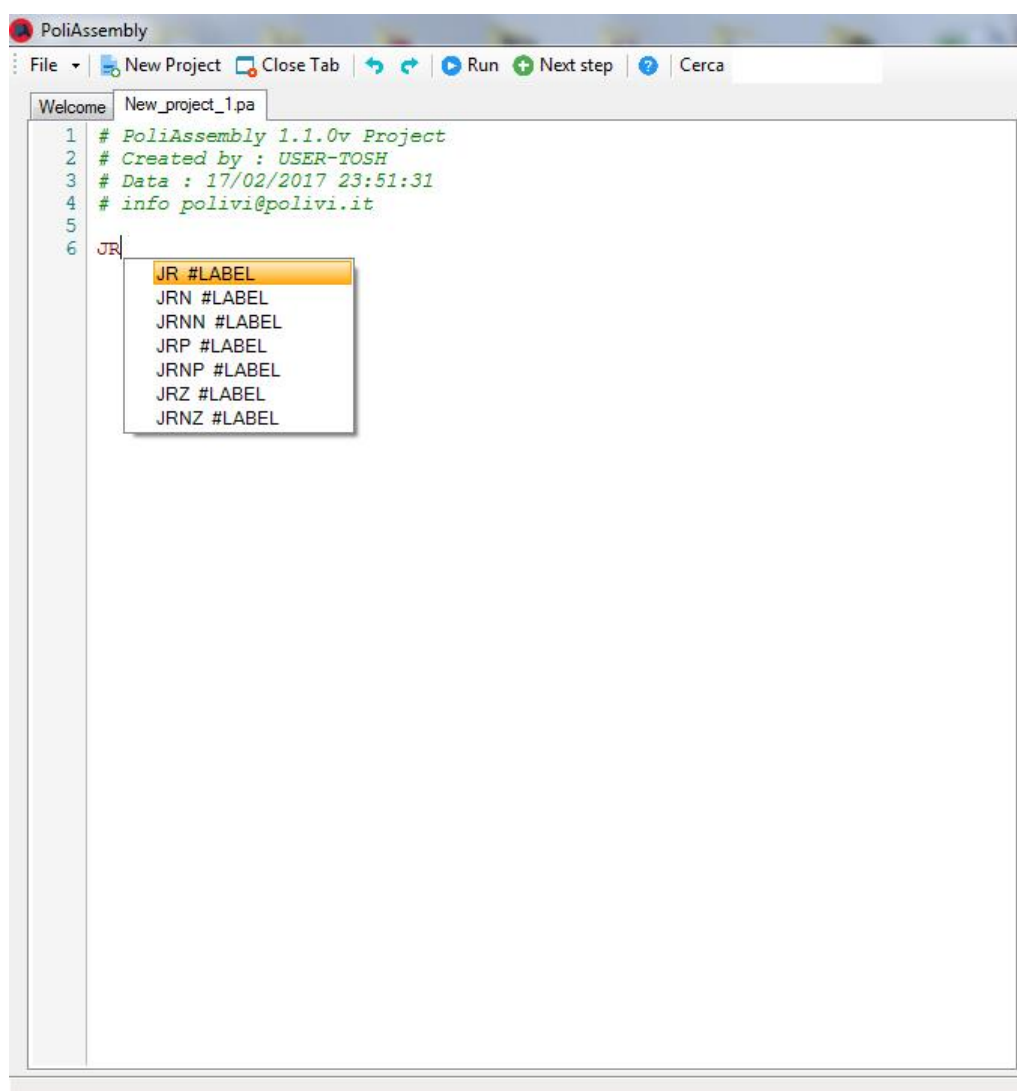 PoliAssembly
File New Project Close Tab Run Next step Cerca
Welcome New_project_1.pa
1 # PoliAssembly 1.1.0v Project
2 # Created by : USER-TOSH
3 # Data : 17/02/2017 23:51:31
4 # info polivi@polivi.it
5
6 JR
JR #LABEL
JRN #LABEL
JRNN #LABEL
JRP #LABEL
JRNP #LABEL
JRZ #LABEL
JRNZ #LABEL